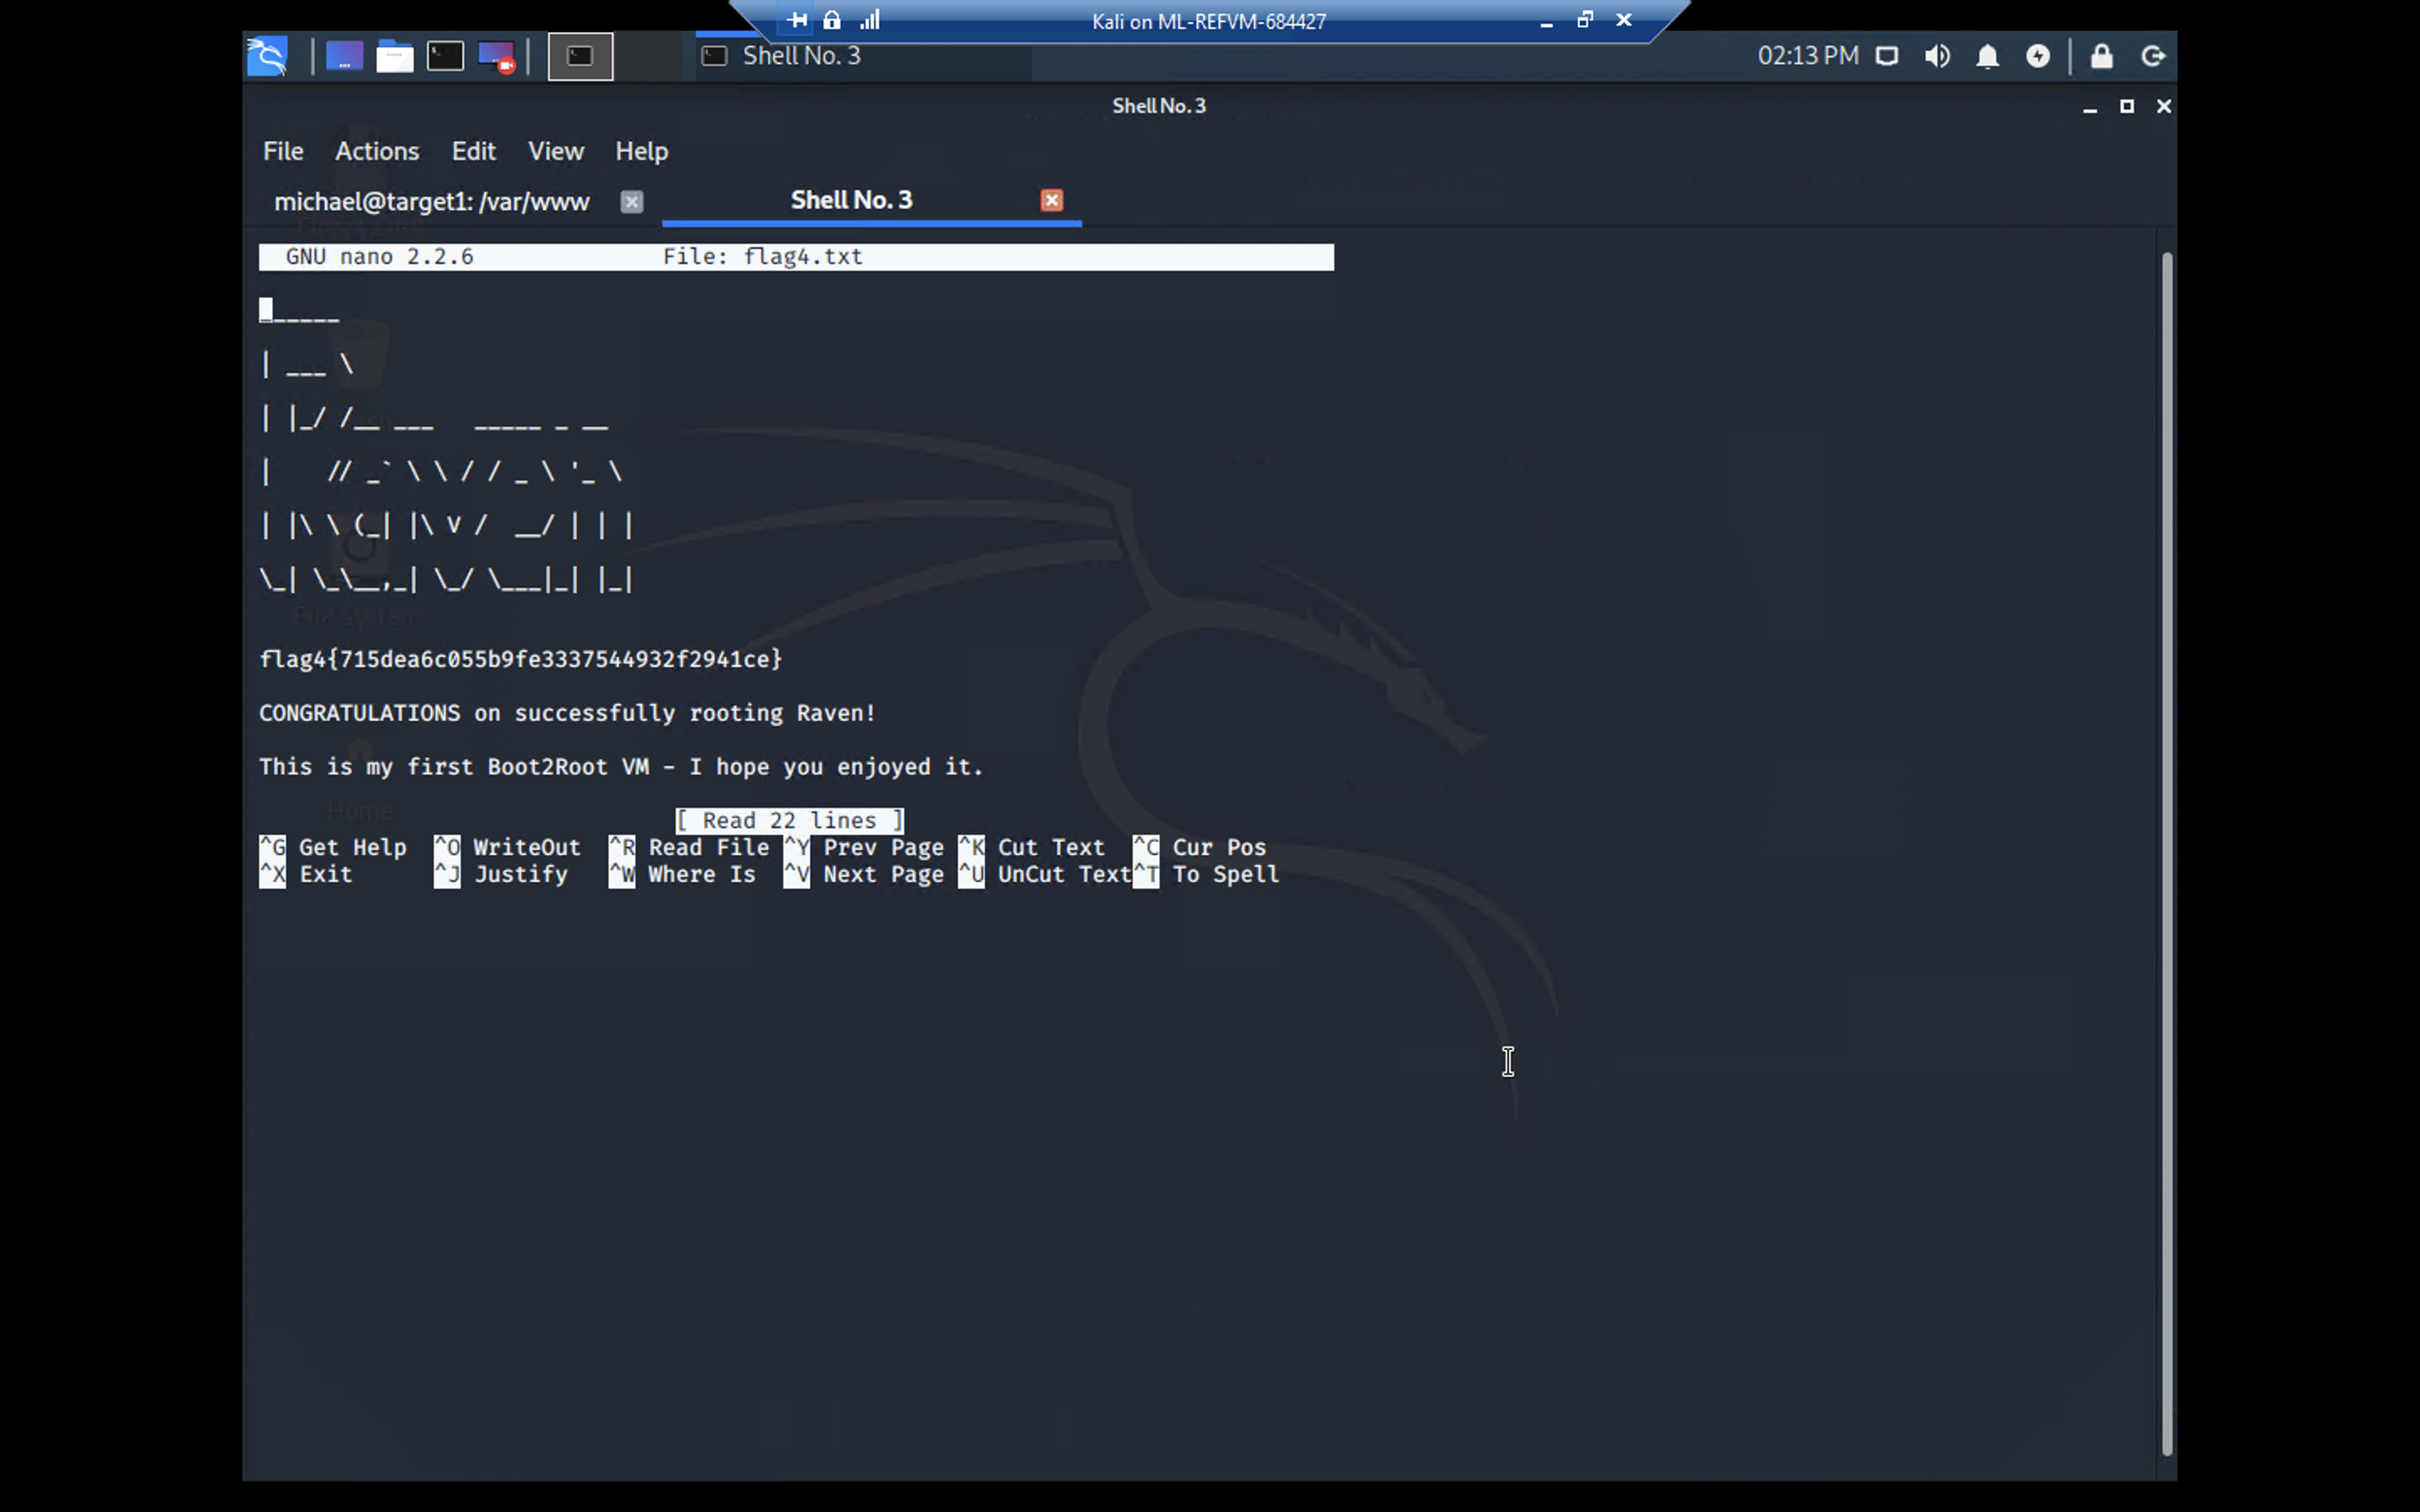 Kali on ML-REFVM-684427
Shell No. 3
02:13 PM
Shell No. 3
File Actions Edit View Help
michael@target1: /var/www
Shell No. 3
GNU nano 2.2.6 File: flag4.txt
______
| ___ \
| |_/ /__ ___   _____ _ __
|    // _` \ \ / / _ \ '_ \
| |\ \ (_| |\ V /  __/ | | |
\_| \_\__,_| \_/ \___|_| |_|
flag4{715dea6c055b9fe3337544932f2941ce}
CONGRATULATIONS on successfully rooting Raven!
This is my first Boot2Root VM - I hope you enjoyed it.
Home
[ Read 22 lines ]
^G Get Help ^O WriteOut ^R Read File ^Y Prev Page ^K Cut Text ^C Cur Pos
^X Exit ^J Justify ^W Where Is ^V Next Page ^U UnCut Text ^T To Spell